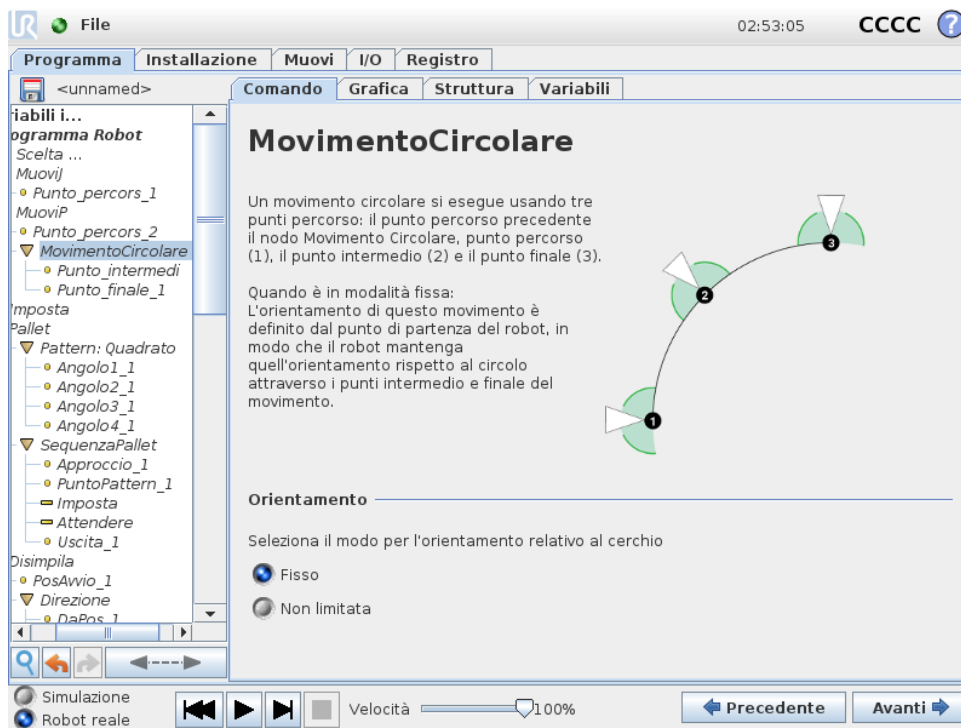 UR File 02:53:05 CCCC ?
Programma Installazione Muovi I/O Registro
<unnamed>
Comando Grafica Struttura Variabili
riabili i...
ogramma Robot
Scelta ...
MuoviJ
Punto_percors_1
MuoviP
Punto_percors_2
MovimentoCircolare
Punto_intermedi
Punto_finale_1
Imposta
Pallet
Pattern: Quadrato
Angolo1_1
Angolo2_1
Angolo3_1
Angolo4_1
SequenzaPallet
Approccio_1
PuntoPattern_1
Imposta
Attendere
Uscita_1
Disimpila
PosAvvio_1
Direzione
DaPos_1
MovimentoCircolare
Un movimento circolare si esegue usando tre
punti percorso: il punto percorso precedente
il nodo Movimento Circolare, punto percorso
(1), il punto intermedio (2) e il punto finale (3).
Quando è in modalità fissa:
L'orientamento di questo movimento è
definito dal punto di partenza del robot, in
modo che il robot mantenga
quell'orientamento rispetto al circolo
attraverso i punti intermedio e finale del
movimento.
3
2
1
Orientamento
Seleziona il modo per l'orientamento relativo al cerchio
Fisso
Non limitata
Simulazione
Robot reale
Velocità 100%
Precedente Avanti